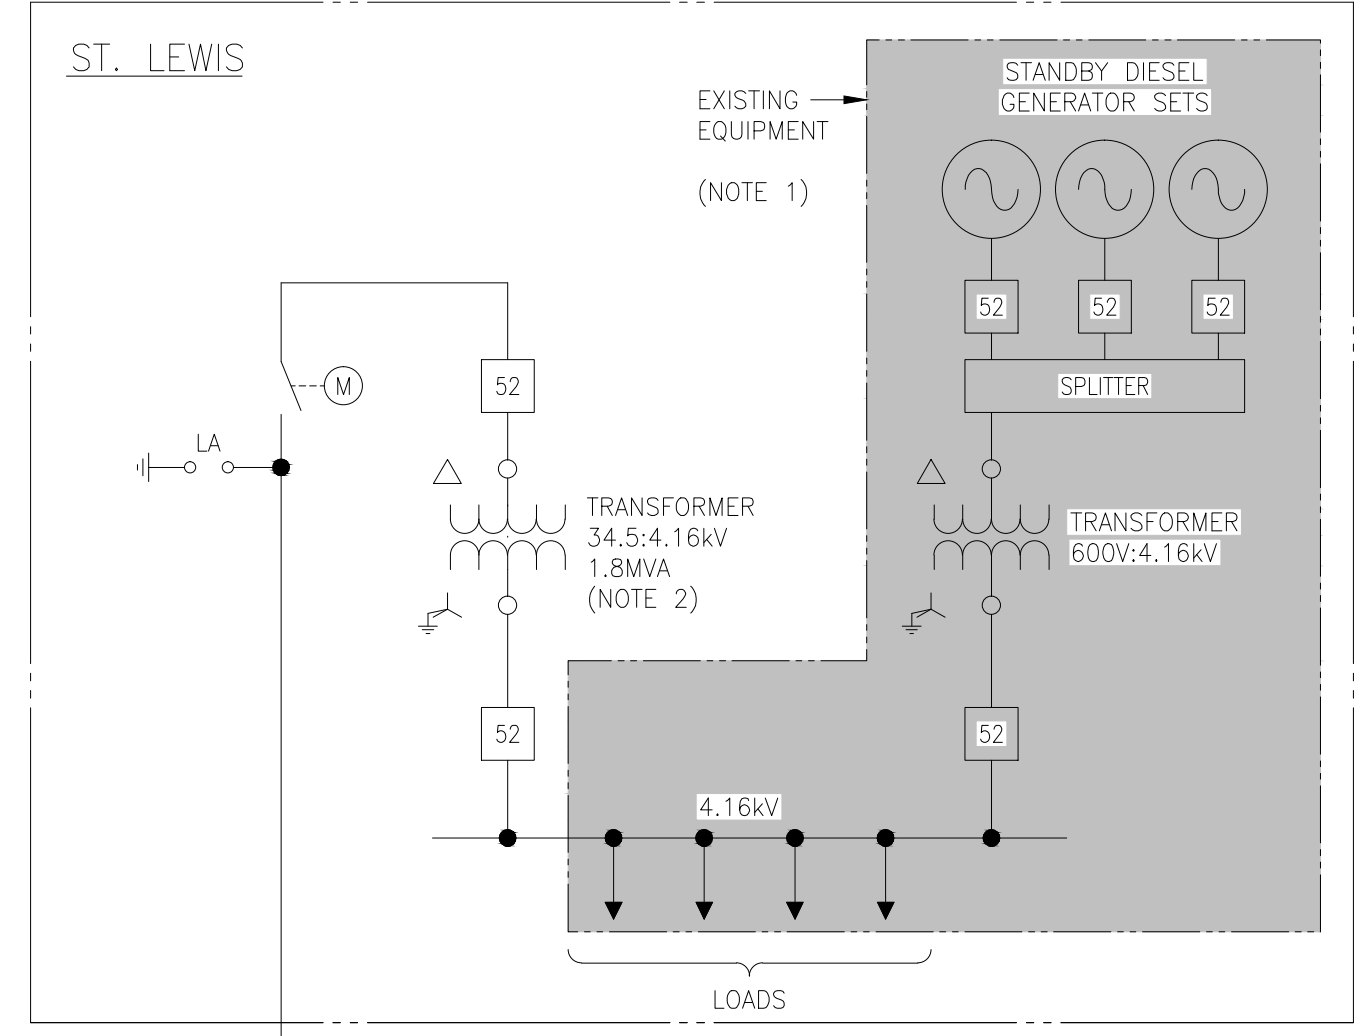 ST. LEWIS
EXISTING
EQUIPMENT
(NOTE 1)
STANDBY DIESEL
GENERATOR SETS
52
52
52
SPLITTER
52
M
LA
TRANSFORMER
34.5:4.16kV
1.8MVA
(NOTE 2)
TRANSFORMER
600V:4.16kV
52
52
4.16kV
LOADS